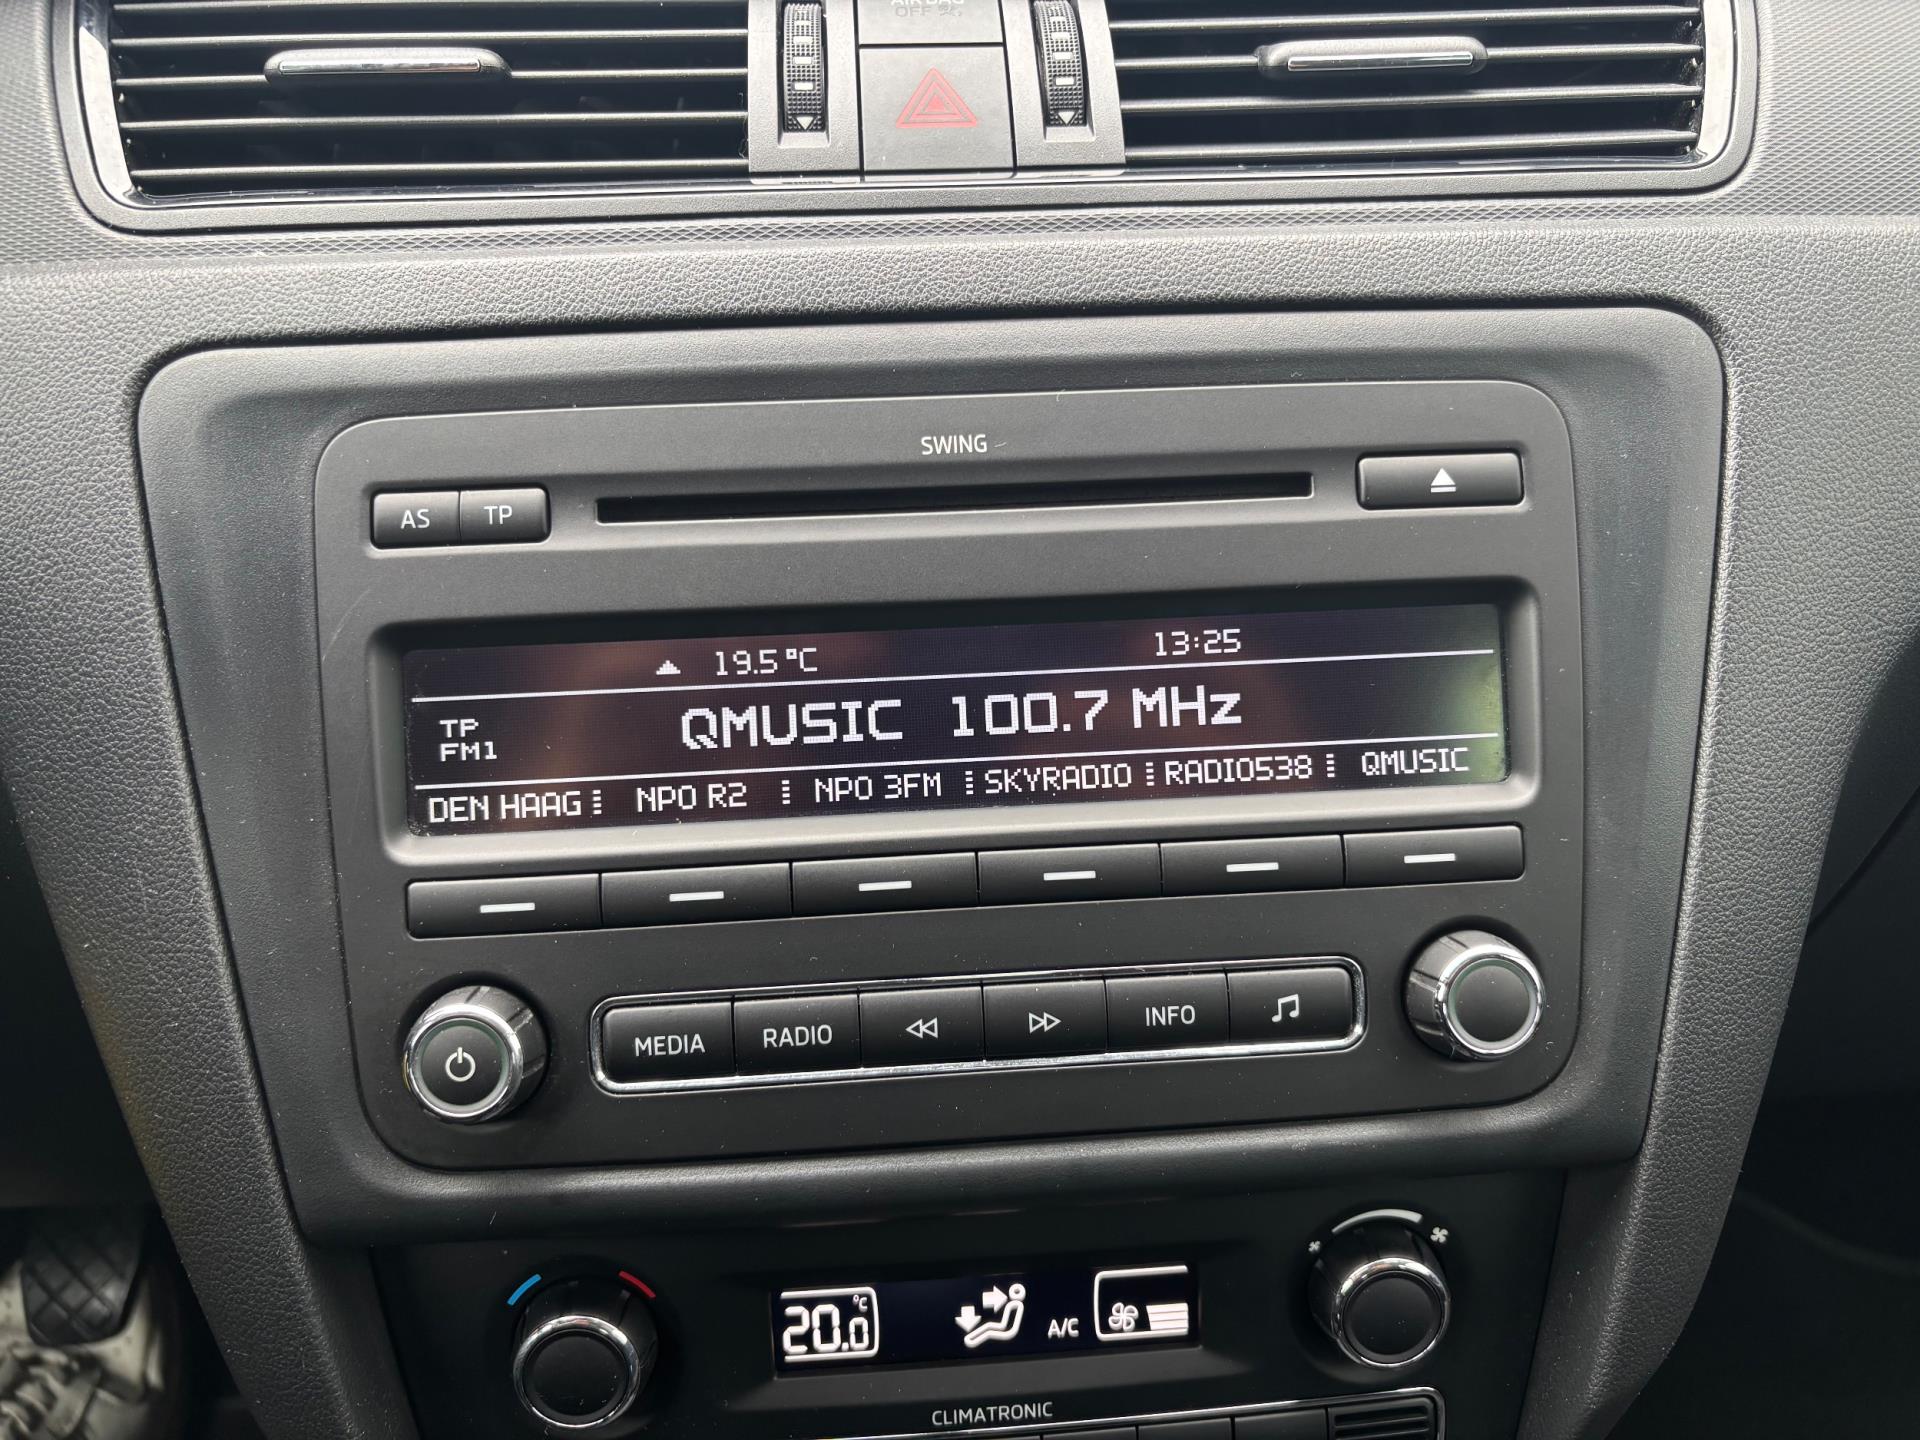 OFF
SWING
AS TP
19.5°C 13:25
TP
FM1
QMUSIC 100.7 MHz
DEN HAAG NPO R2 NPO 3FM SKYRADIO RADIO538 QMUSIC
MEDIA RADIO INFO
20.0 °C A/C
CLIMATRONIC